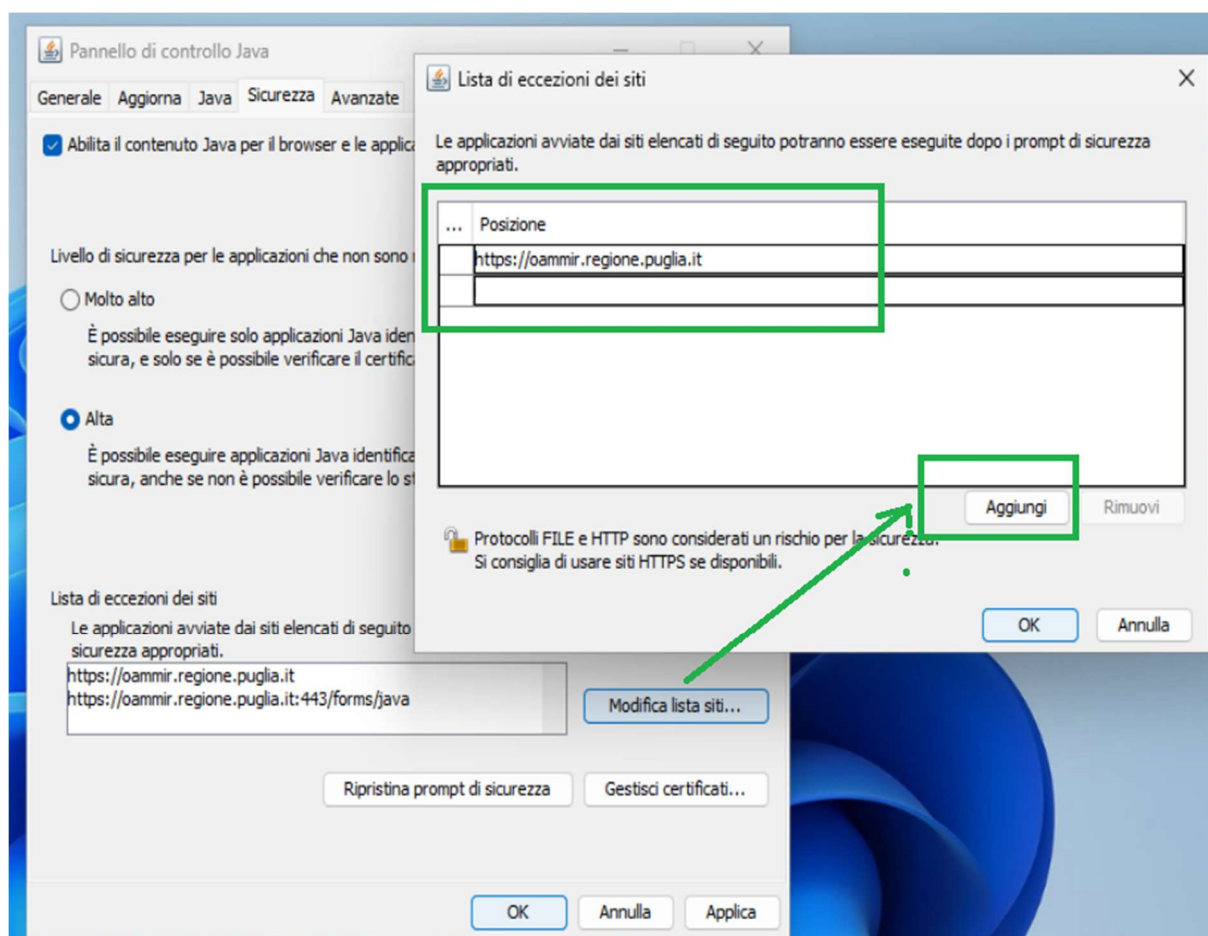 Pannello di controllo Java
Generale Aggiorna Java Sicurezza Avanzate
Abilita il contenuto Java per il browser e le applica
Livello di sicurezza per le applicazioni che non sono
Molto alto
È possibile eseguire solo applicazioni Java iden
sicura, e solo se è possibile verificare il certific
Alta
È possibile eseguire applicazioni Java identifica
sicura, anche se non è possibile verificare lo st
Lista di eccezioni dei siti
Le applicazioni avviate dai siti elencati di seguito
sicurezza appropriati.
https://oammir.regione.puglia.it
https://oammir.regione.puglia.it:443/forms/java
Modifica lista siti...
Ripristina prompt di sicurezza Gestisci certificati...
OK Annulla Applica
Lista di eccezioni dei siti
Le applicazioni avviate dai siti elencati di seguito potranno essere eseguite dopo i prompt di sicurezza
appropriati.
... Posizione
https://oammir.regione.puglia.it
Aggiungi Rimuovi
Protocolli FILE e HTTP sono considerati un rischio per la sicurezza.
Si consiglia di usare siti HTTPS se disponibili.
OK Annulla